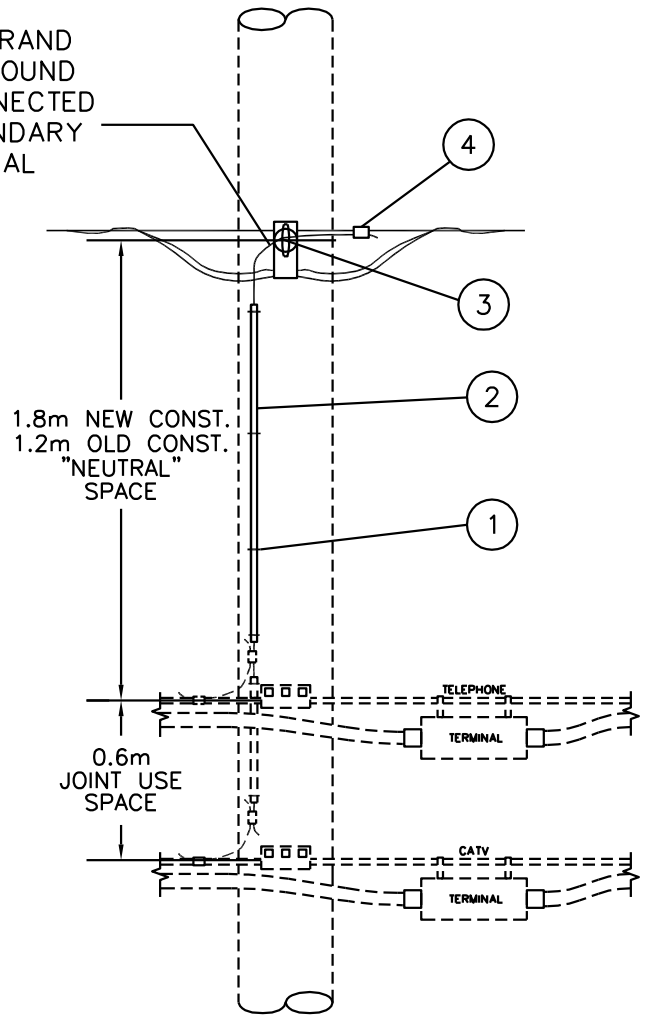 RAND
OUND
NECTED
NDARY
AL
4
3
2
1.8m NEW CONST.
1.2m OLD CONST.
"NEUTRAL"
SPACE
1
TELEPHONE
TERMINAL
0.6m
JOINT USE
SPACE
CATV
TERMINAL